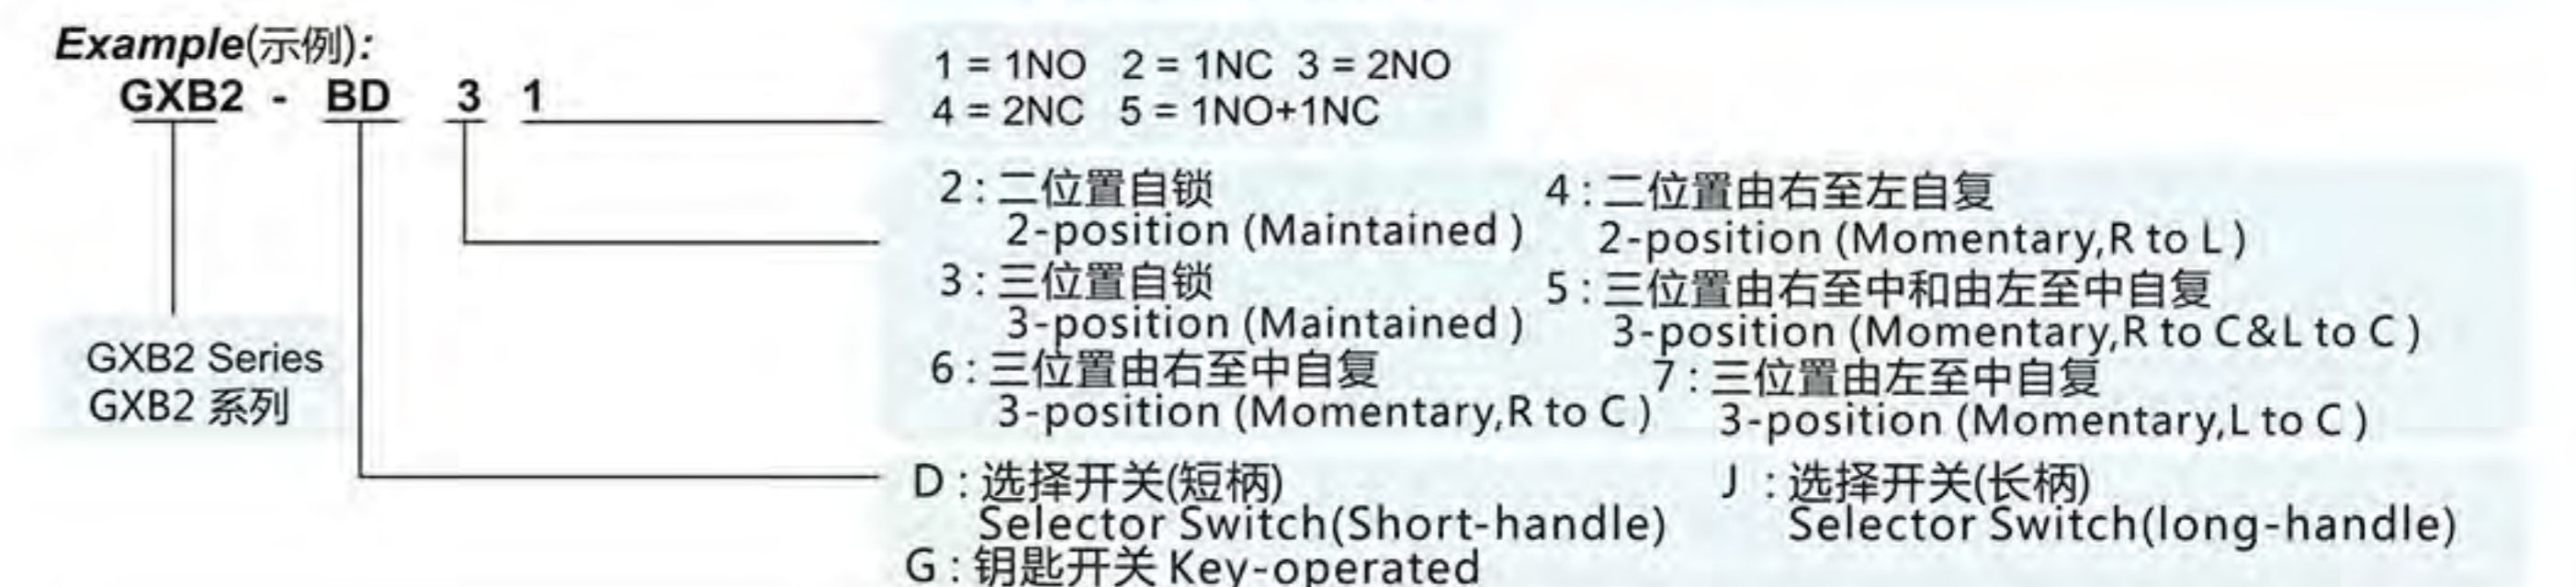 Example(示例):
GXB2 - BD 3 1
1 = 1NO 2 = 1NC 3 = 2NO
4 = 2NC 5 = 1NO+1NC
2 : 二位置自锁
2-position (Maintained )
4 : 二位置由右至左自复
2-position (Momentary,R to L )
3 : 三位置自锁
3-position (Maintained )
5 : 三位置由右至中和由左至中自复
3-position (Momentary,R to C&L to C )
6 : 三位置由右至中自复
3-position (Momentary,R to C )
7 : 三位置由左至中自复
3-position (Momentary,L to C )
GXB2 Series
GXB2 系列
D : 选择开关(短柄)
Selector Switch(Short-handle)
J : 选择开关(长柄)
Selector Switch(long-handle)
G : 钥匙开关 Key-operated